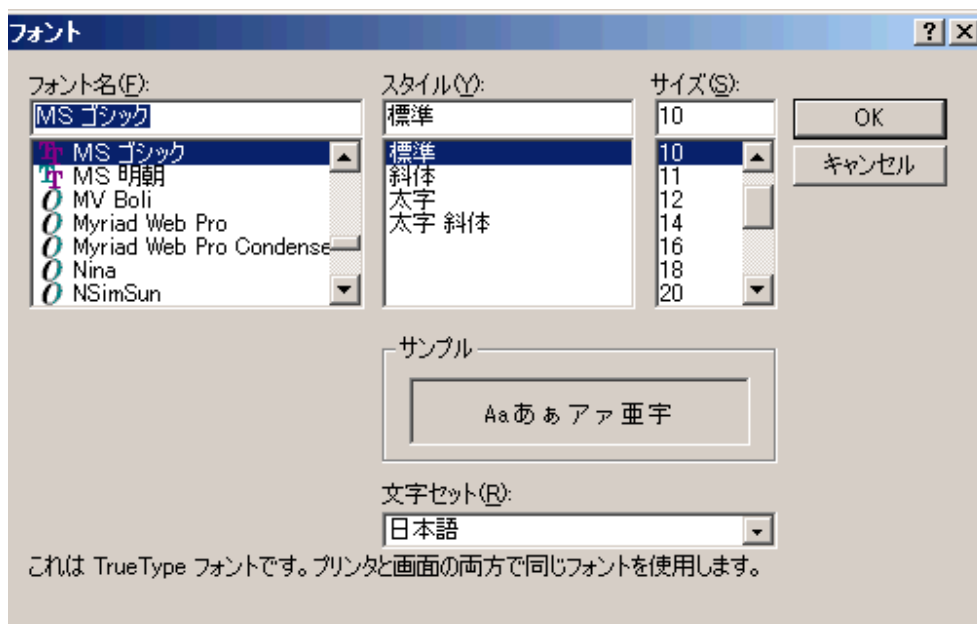 フォント
フォント名(F):
MS ゴシック
MS ゴシック
MS 明朝
MV Boli
Myriad Web Pro
Myriad Web Pro Condense
Nina
NSimSun
スタイル(Y):
標準
標準
斜体
太字
太字 斜体
サイズ(S):
10
10
11
12
14
16
18
20
OK
キャンセル
サンプル
Aaあぁアァ亜宇
文字セット(R):
日本語
これは TrueType フォントです。プリンタと画面の両方で同じフォントを使用します。